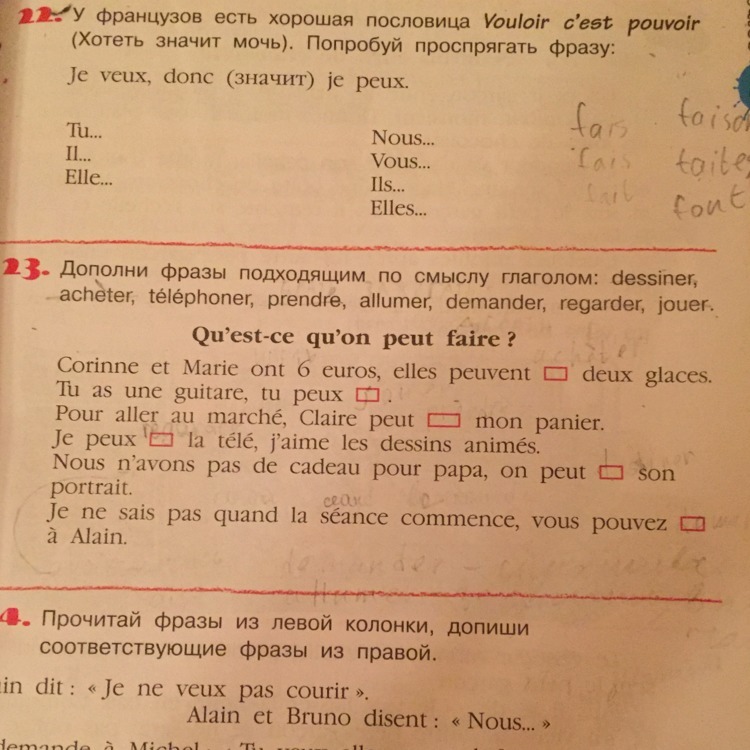 22. У французов есть хорошая пословица Vouloir c'est pouvoir
(Хотеть значит мочь). Попробуй проспрягать фразу:
Je veux, donc (значит) je peux.
Tu...
Il...
Elle...
Nous...
Vous...
Ils...
Elles...
fais
fais
fait
font
23. Дополни фразы подходящим по смыслу глаголом: dessiner,
acheter, téléphoner, prendre, allumer, demander, regarder, jouer.
Qu'est-ce qu'on peut faire ?
Corinne et Marie ont 6 euros, elles peuvent deux glaces.
Tu as une guitare, tu peux .
Pour aller au marché, Claire peut mon panier.
Je peux la télé, j'aime les dessins animés.
Nous n'avons pas de cadeau pour papa, on peut son
portrait.
Je ne sais pas quand la séance commence, vous pouvez
à Alain.
4. Прочитай фразы из левой колонки, допиши
соответствующие фразы из правой.
in dit : « Je ne veux pas courir ».
Alain et Bruno disent : « Nous... »